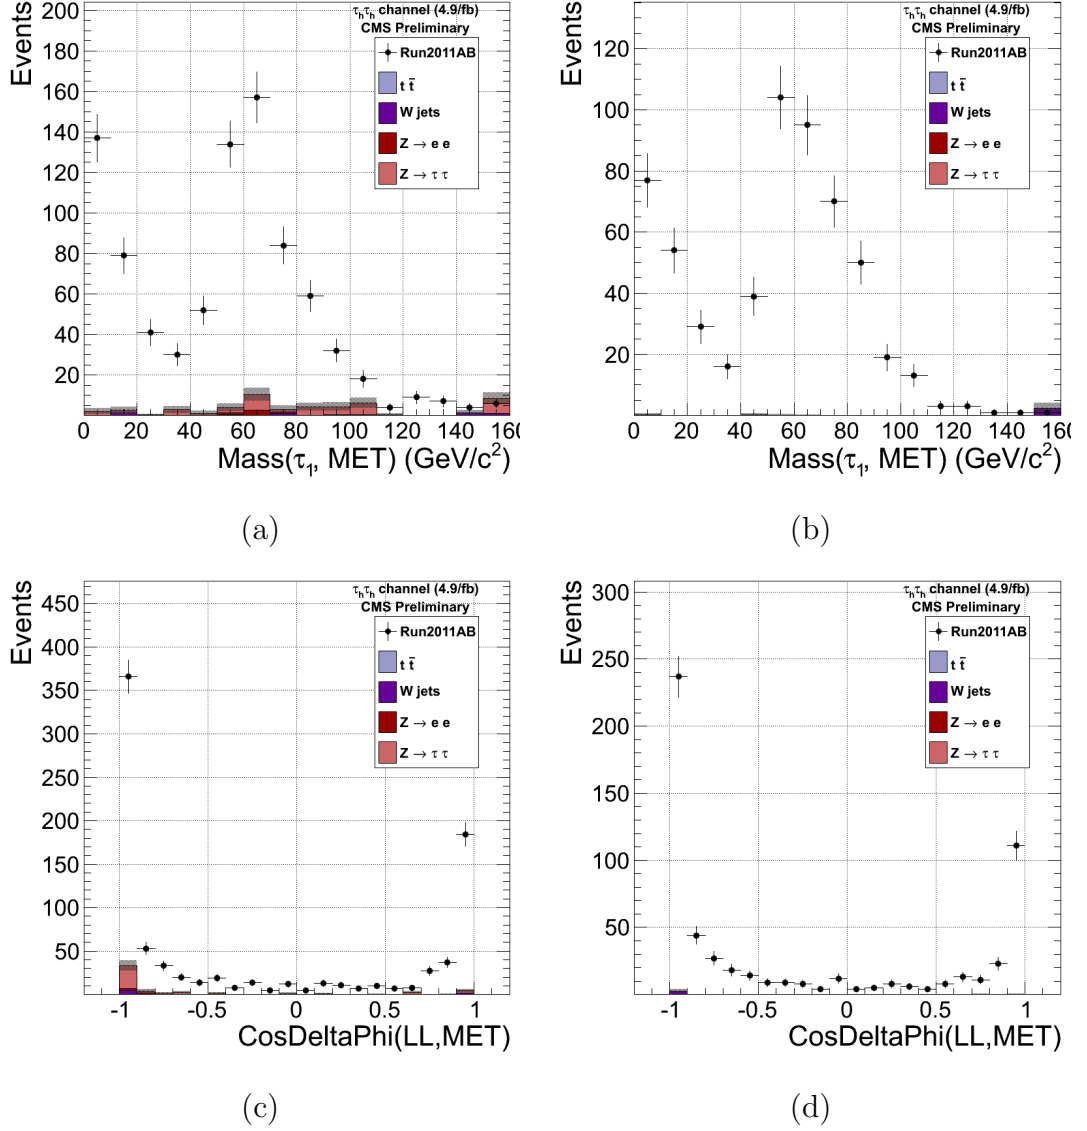 τhτh channel (4.9/fb)
CMS Preliminary
Events
200
180
160
140
120
100
80
60
40
20
Run2011AB
t t̄
W jets
Z → e e
Z → τ τ
0 20 40 60 80 100 120 140 160
Mass(τ1, MET) (GeV/c²)
(a)
τhτh channel (4.9/fb)
CMS Preliminary
Events
120
100
80
60
40
20
Run2011AB
t t̄
W jets
Z → e e
Z → τ τ
0 20 40 60 80 100 120 140 160
Mass(τ1, MET) (GeV/c²)
(b)
τhτh channel (4.9/fb)
CMS Preliminary
Events
450
400
350
300
250
200
150
100
50
Run2011AB
t t̄
W jets
Z → e e
Z → τ τ
-1 -0.5 0 0.5 1
CosDeltaPhi(LL,MET)
(c)
τhτh channel (4.9/fb)
CMS Preliminary
Events
300
250
200
150
100
50
Run2011AB
t t̄
W jets
Z → e e
Z → τ τ
-1 -0.5 0 0.5 1
CosDeltaPhi(LL,MET)
(d)